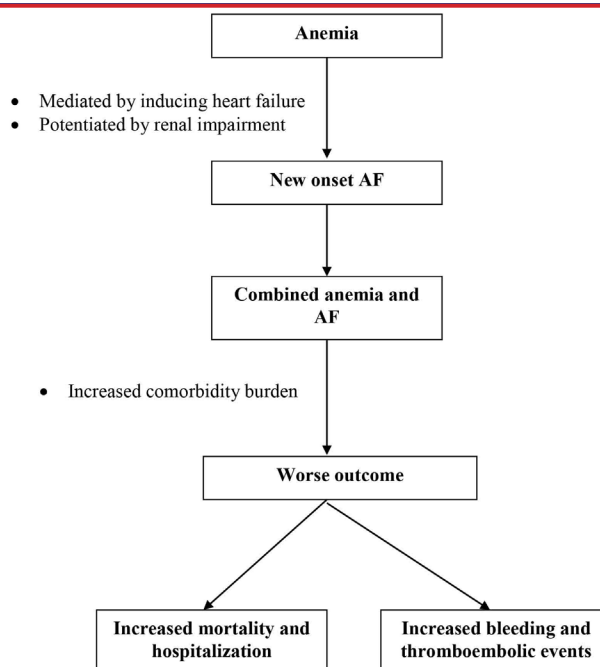 Anemia
• Mediated by inducing heart failure
• Potentiated by renal impairment
New onset AF
Combined anemia and
AF
• Increased comorbidity burden
Worse outcome
Increased mortality and
hospitalization
Increased bleeding and
thromboembolic events